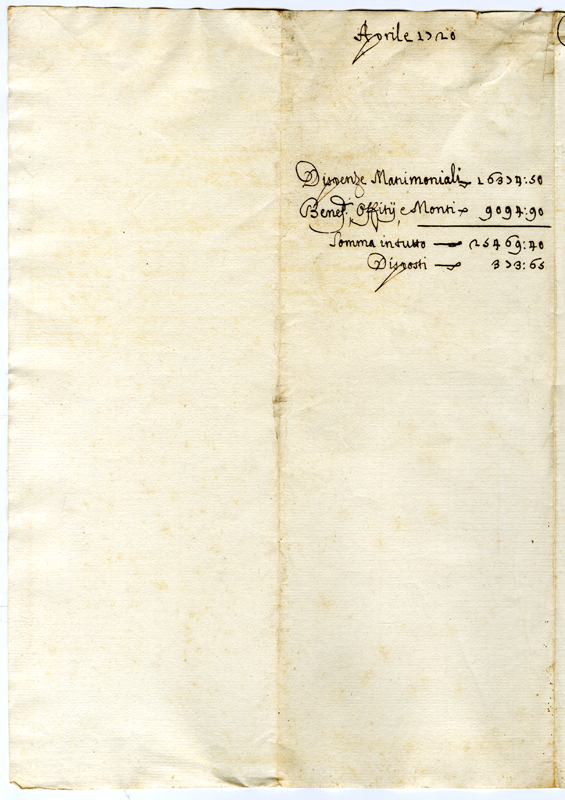 Aprile 1720
Dispenze Matrimoniali 16374:50
Benef. Offitij e Monti 9094:90
Somma in tutto — 25469:40
Disposti — 373:65